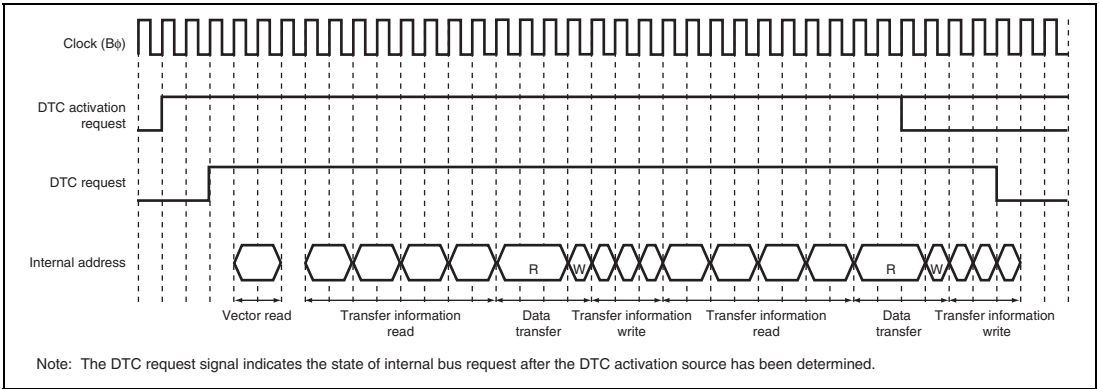 Clock (Bϕ)
DTC activation
request
DTC request
Internal address
R
W
R
W
Vector read
Transfer information
read
Data
transfer
Transfer information
write
Transfer information
read
Data
transfer
Transfer information
write
Note: The DTC request signal indicates the state of internal bus request after the DTC activation source has been determined.